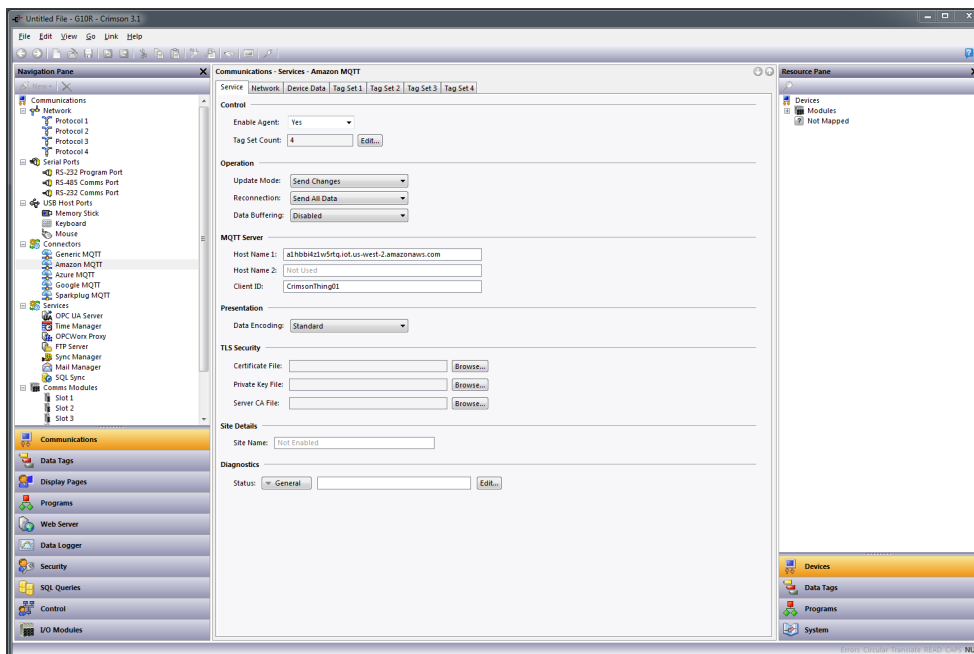 Untitled File - G10R - Crimson 3.1
File Edit View Go Link Help
Navigation Pane
New
Communications
Network
Protocol 1
Protocol 2
Protocol 3
Protocol 4
Serial Ports
RS-232 Program Port
RS-485 Comms Port
RS-232 Comms Port
USB Host Ports
Memory Stick
Keyboard
Mouse
Connectors
Generic MQTT
Amazon MQTT
Azure MQTT
Google MQTT
Sparkplug MQTT
Services
OPC UA Server
Time Manager
OPCWorx Proxy
FTP Server
Sync Manager
Mail Manager
SQL Sync
Comms Modules
Slot 1
Slot 2
Slot 3
Communications
Data Tags
Display Pages
Programs
Web Server
Data Logger
Security
SQL Queries
Control
I/O Modules
Communications - Services - Amazon MQTT
Service Network Device Data Tag Set 1 Tag Set 2 Tag Set 3 Tag Set 4
Control
Enable Agent: Yes
Tag Set Count: 4 Edit...
Operation
Update Mode: Send Changes
Reconnection: Send All Data
Data Buffering: Disabled
MQTT Server
Host Name 1: a1hbbi4z1w5rtq.iot.us-west-2.amazonaws.com
Host Name 2: Not Used
Client ID: CrimsonThing01
Presentation
Data Encoding: Standard
TLS Security
Certificate File: Browse...
Private Key File: Browse...
Server CA File: Browse...
Site Details
Site Name: Not Enabled
Diagnostics
Status: General Edit...
Resource Pane
Devices
Modules
Not Mapped
Devices
Data Tags
Programs
System
Errors Circular Translate READ CAPS NU